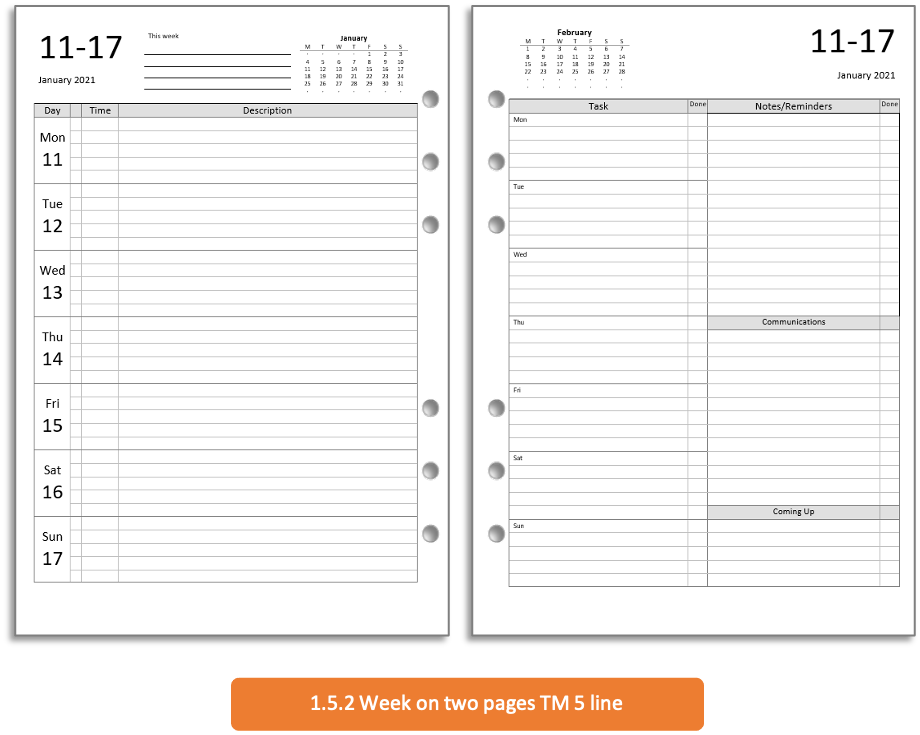 11-17
January 2021
This week
January
M T W T F S S
· · · · 1 2 3
4 5 6 7 8 9 10
11 12 13 14 15 16 17
18 19 20 21 22 23 24
25 26 27 28 29 30 31
· · · · · · ·
Day Time Description
Mon
11
Tue
12
Wed
13
Thu
14
Fri
15
Sat
16
Sun
17
February
M T W T F S S
1 2 3 4 5 6 7
8 9 10 11 12 13 14
15 16 17 18 19 20 21
22 23 24 25 26 27 28
· · · · · · ·
· · · · · · ·
11-17
January 2021
Task Done Notes/Reminders Done
Mon
Tue
Wed
Thu
Communications
Fri
Sat
Coming Up
Sun
1.5.2 Week on two pages TM 5 line